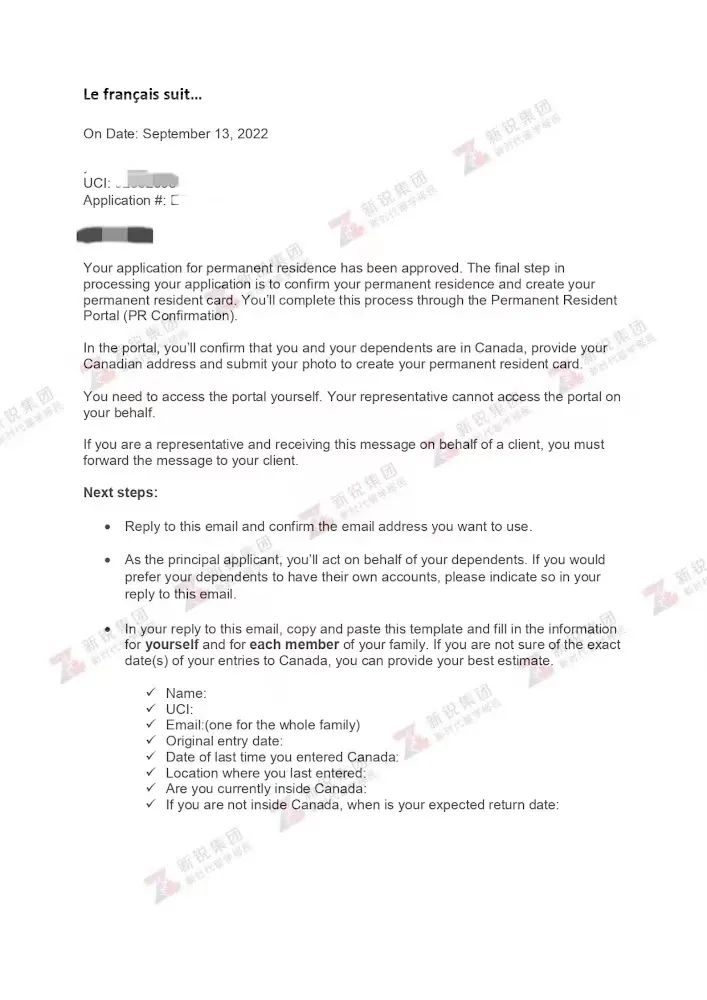 Le français suit...
On Date: September 13, 2022
UCI:
Application #:
Your application for permanent residence has been approved. The final step in
processing your application is to confirm your permanent residence and create your
permanent resident card. You'll complete this process through the Permanent Resident
Portal (PR Confirmation).
In the portal, you'll confirm that you and your dependents are in Canada, provide your
Canadian address and submit your photo to create your permanent resident card.
You need to access the portal yourself. Your representative cannot access the portal on
your behalf.
If you are a representative and receiving this message on behalf of a client, you must
forward the message to your client.
Next steps:
• Reply to this email and confirm the email address you want to use.
• As the principal applicant, you'll act on behalf of your dependents. If you would
prefer your dependents to have their own accounts, please indicate so in your
reply to this email.
• In your reply to this email, copy and paste this template and fill in the information
for yourself and for each member of your family. If you are not sure of the exact
date(s) of your entries to Canada, you can provide your best estimate.
✓ Name:
✓ UCI:
✓ Email:(one for the whole family)
✓ Original entry date:
✓ Date of last time you entered Canada:
✓ Location where you last entered:
✓ Are you currently inside Canada:
✓ If you are not inside Canada, when is your expected return date:
新锐集团